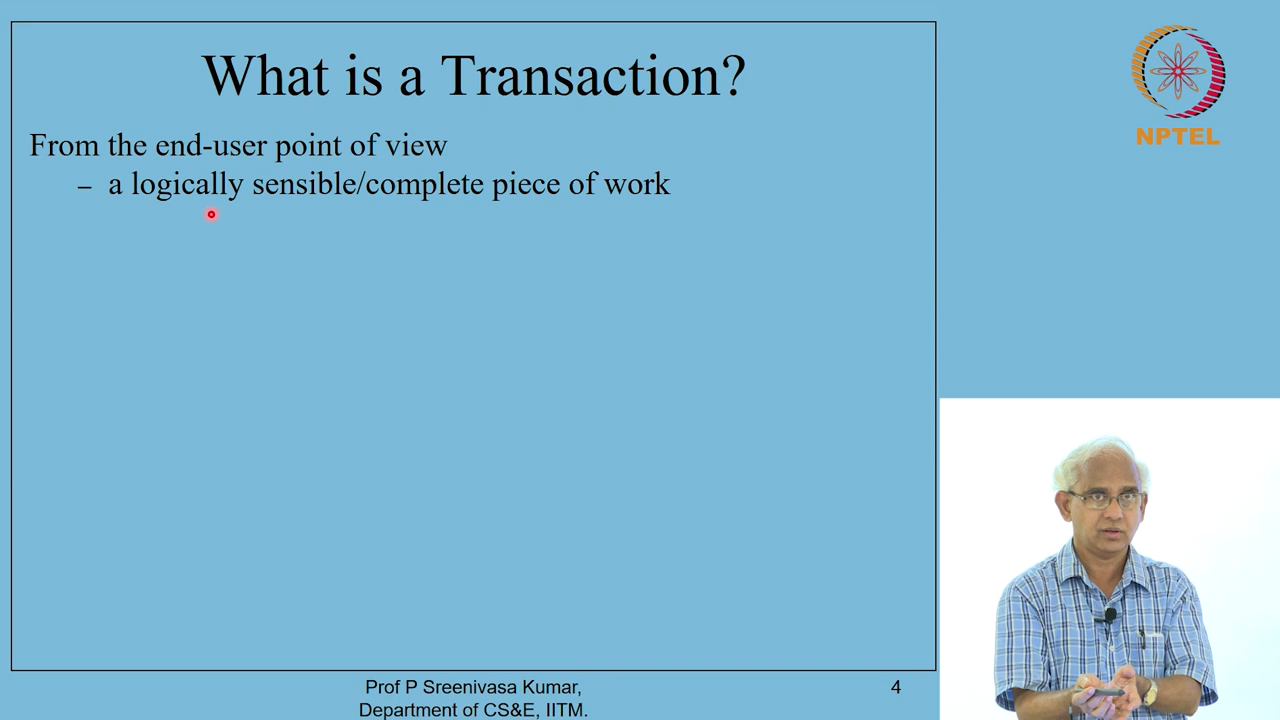 What is a Transaction?
From the end-user point of view
– a logically sensible/complete piece of work
NPTEL
Prof P Sreenivasa Kumar,
Department of CS&E, IITM.
4